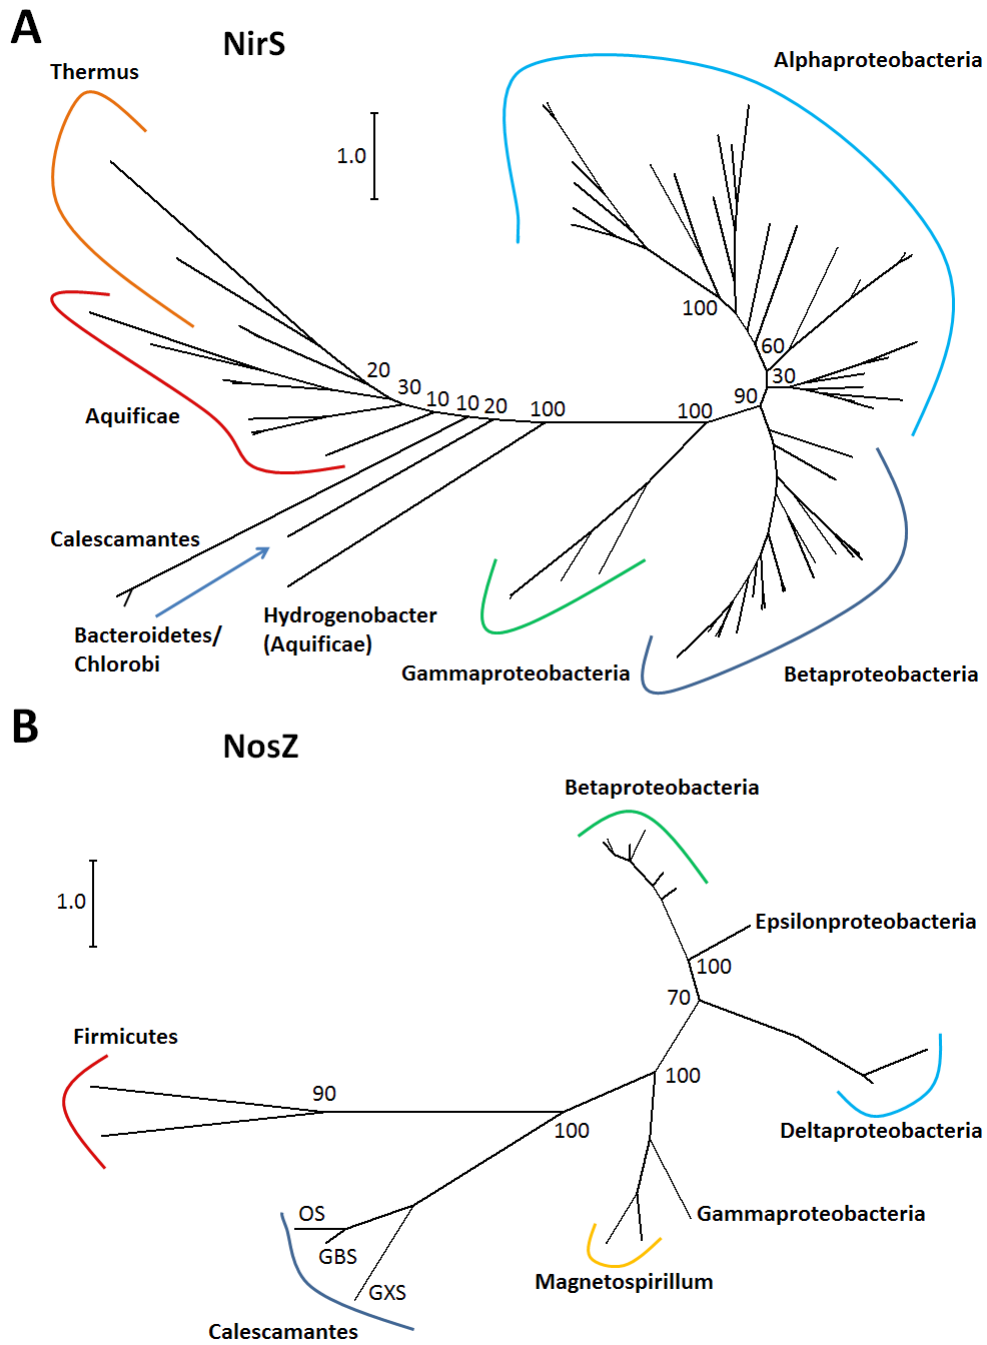 A
NirS
Thermus
Alphaproteobacteria
1.0
100
60
20
30
30
10
10
20
100
100
90
Aquificae
Calescamantes
Bacteroidetes/
Chlorobi
Hydrogenobacter
(Aquificae)
Gammaproteobacteria
Betaproteobacteria
B
NosZ
Betaproteobacteria
1.0
Epsilonproteobacteria
100
70
Firmicutes
100
90
100
Deltaproteobacteria
OS
GBS
GXS
Gammaproteobacteria
Magnetospirillum
Calescamantes